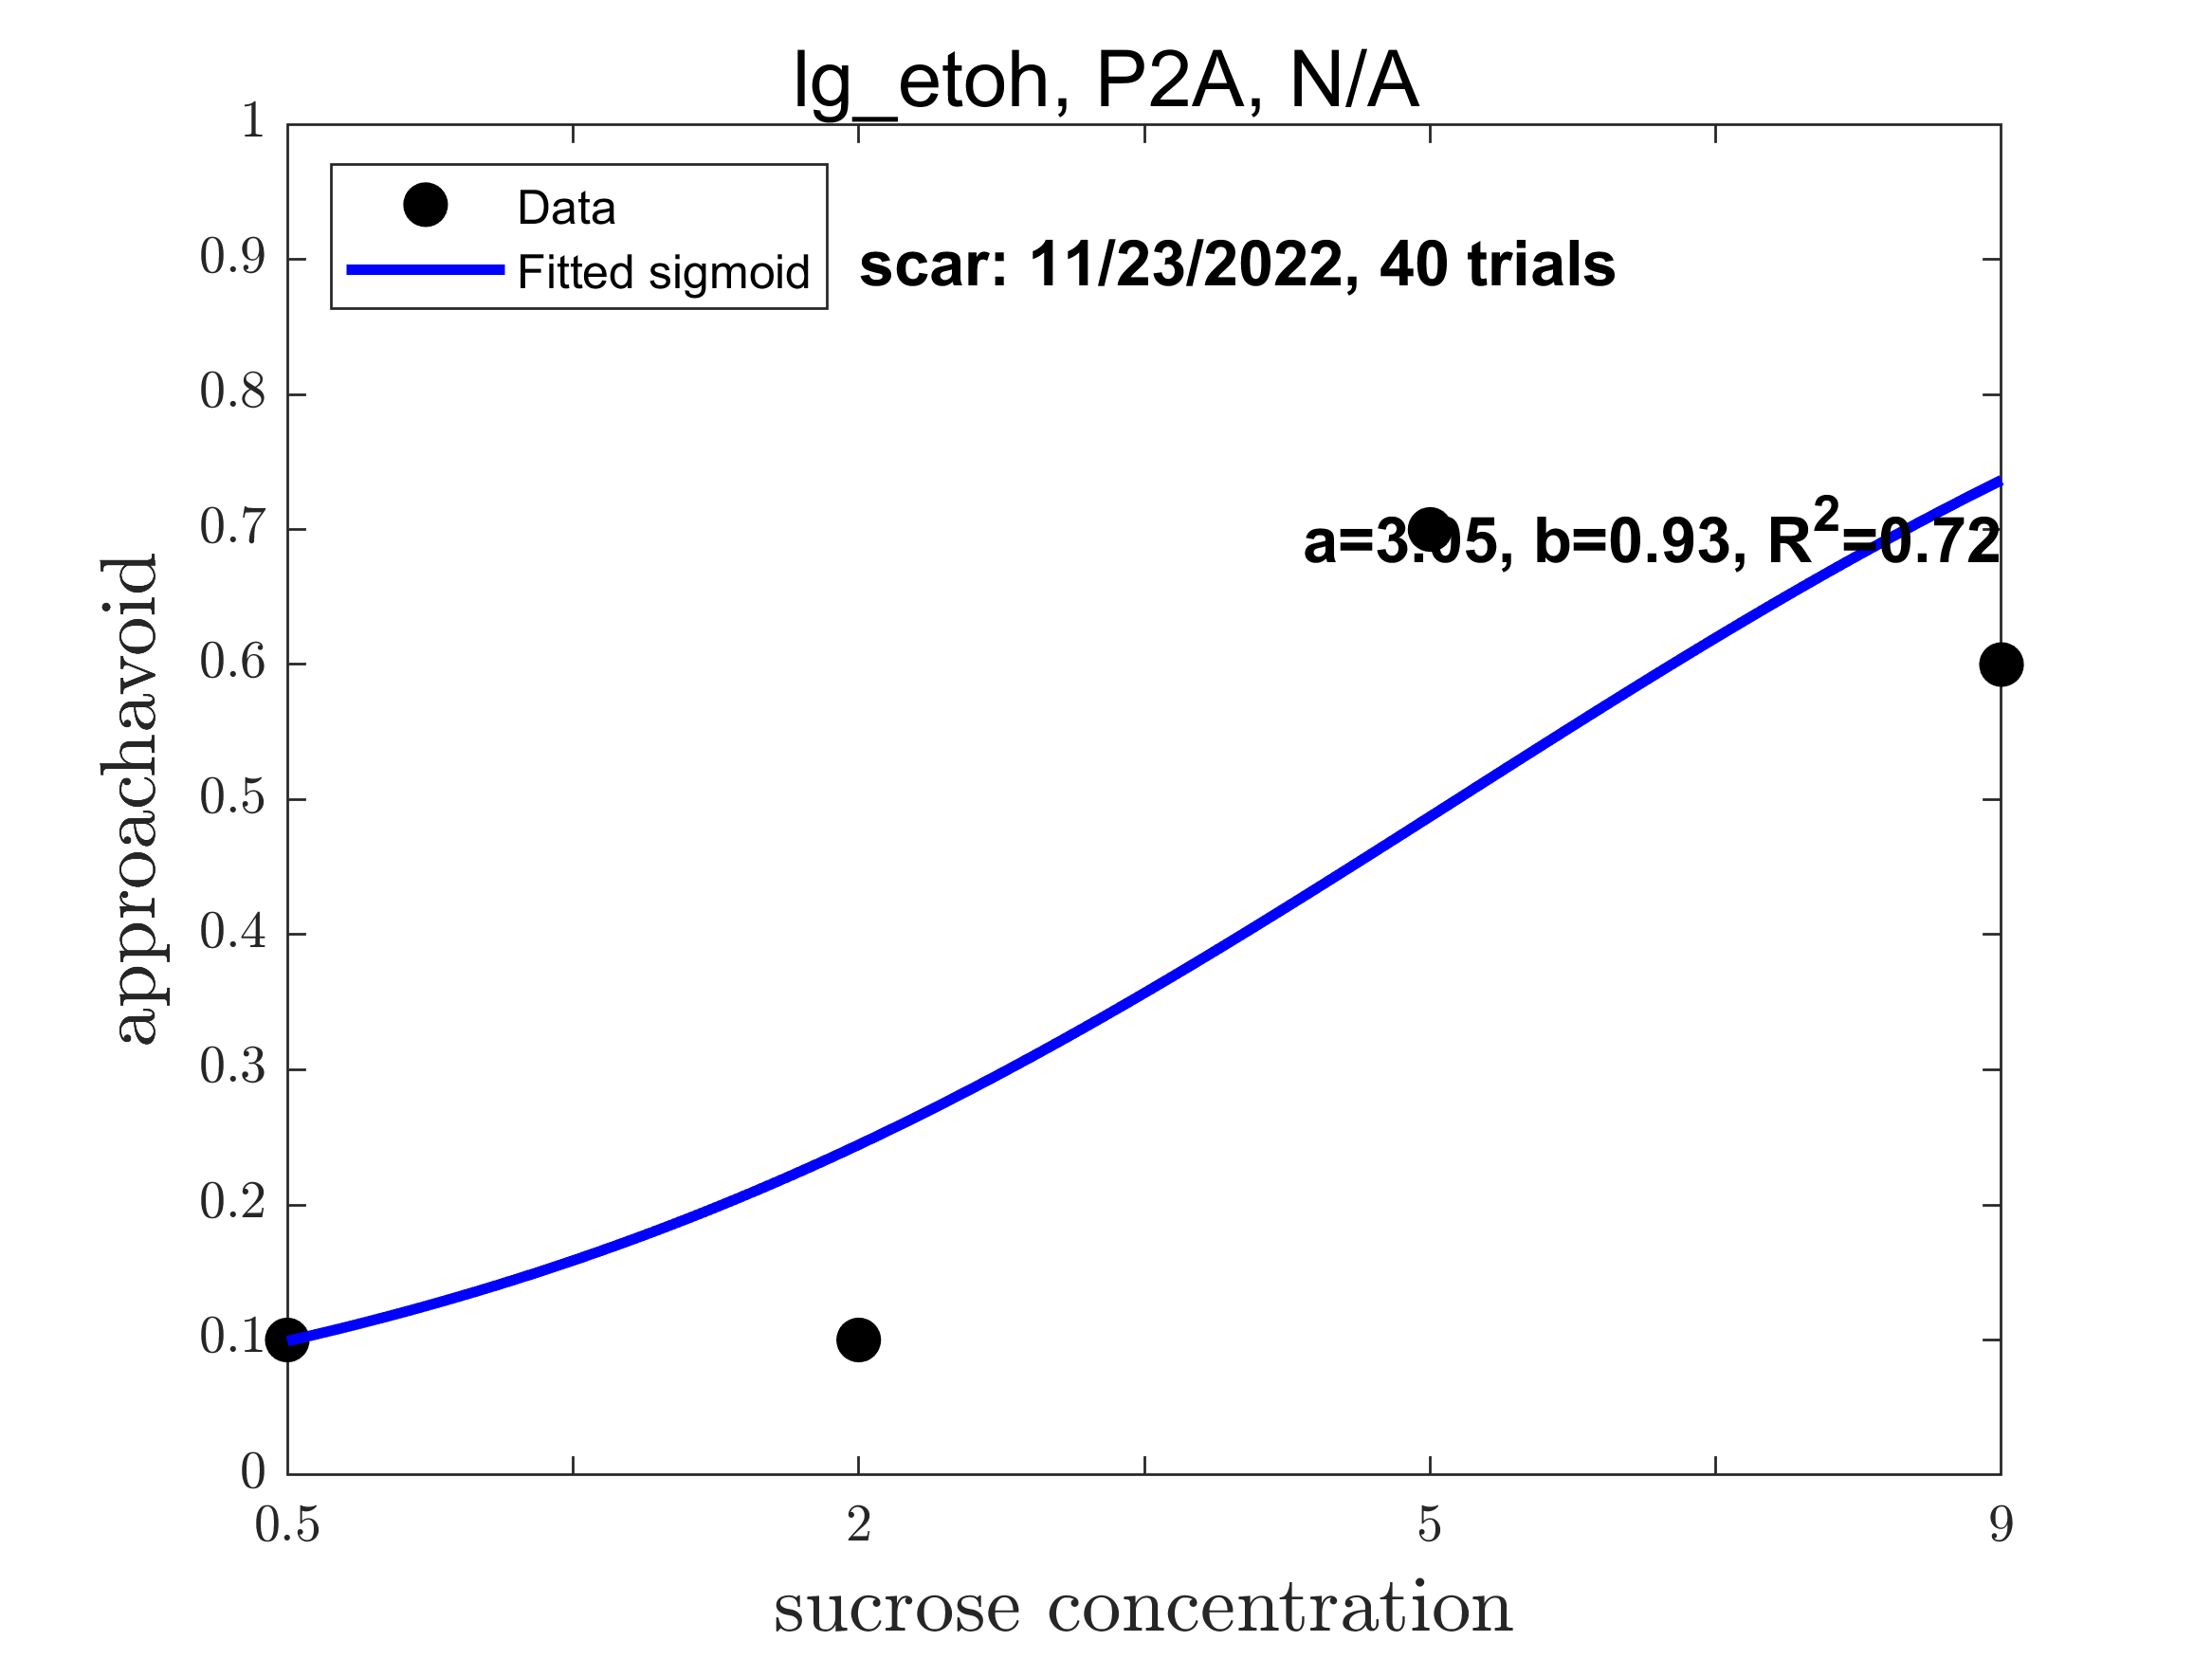 lg_etoh, P2A, N/A
1
0.9
0.8
0.7
0.6
0.5
0.4
0.3
0.2
0.1
0
approachavoid
Data
Fitted sigmoid
scar: 11/23/2022, 40 trials
a=3.05, b=0.93, R²=0.72
0.5 2 5 9
sucrose concentration